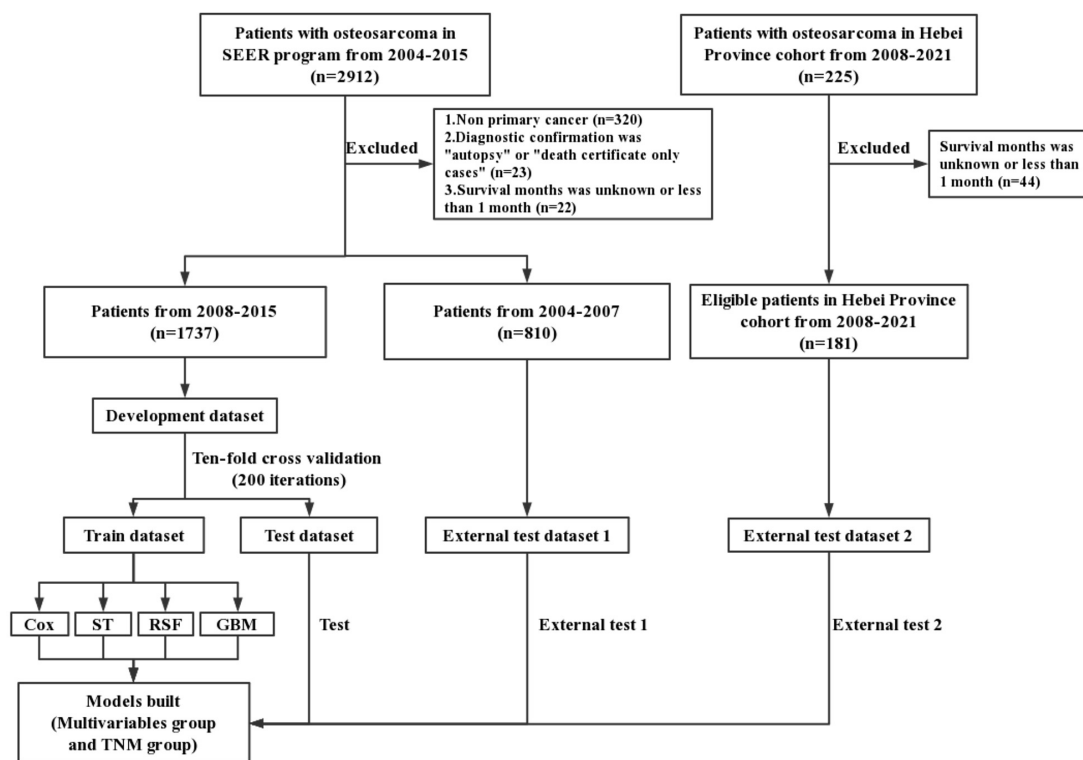 Patients with osteosarcoma in
SEER program from 2004-2015
(n=2912)
Patients with osteosarcoma in Hebei
Province cohort from 2008-2021
(n=225)
Excluded
1.Non primary cancer (n=320)
2.Diagnostic confirmation was
"autopsy" or "death certificate only
cases" (n=23)
3.Survival months was unknown or less
than 1 month (n=22)
Excluded
Survival months was
unknown or less than
1 month (n=44)
Patients from 2008-2015
(n=1737)
Patients from 2004-2007
(n=810)
Eligible patients in Hebei Province
cohort from 2008-2021
(n=181)
Development dataset
Ten-fold cross validation
(200 iterations)
Train dataset
Test dataset
External test dataset 1
External test dataset 2
Cox
ST
RSF
GBM
Test
External test 1
External test 2
Models built
(Multivariables group
and TNM group)